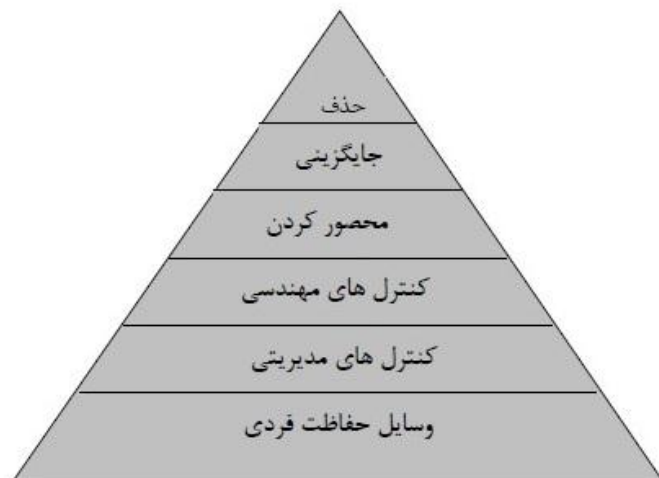 حذف
جایگزینی
محصور کردن
کنترل های مهندسی
کنترل های مدیریتی
وسایل حفاظت فردی